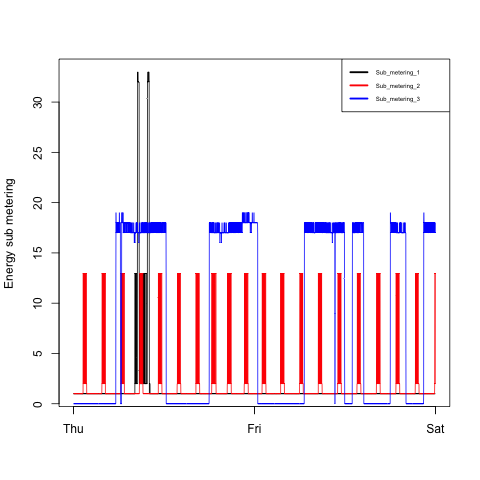 Sub_metering_1
Sub_metering_2
Sub_metering_3
Energy sub metering
30
25
20
15
10
5
0
Thu Fri Sat